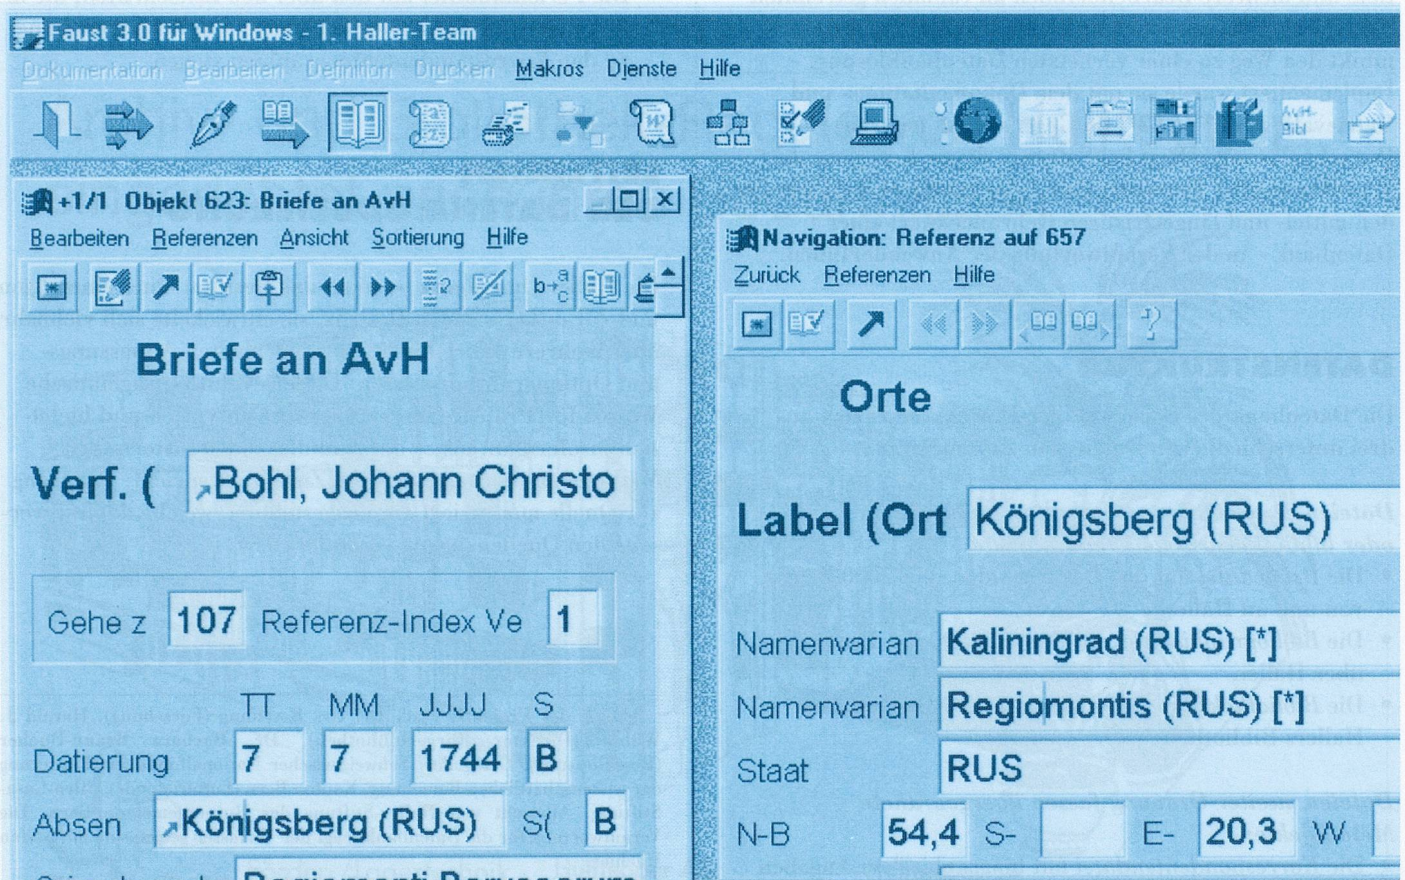 Faust 3.0 für Windows - 1. Haller-Team
Dokumentation Bearbeiten Definition Drucken Makros Dienste Hilfe
AvH-
Bibl
+1/1 Objekt 623: Briefe an AvH
Bearbeiten Referenzen Ansicht Sortierung Hilfe
Briefe an AvH
Verf. ( Bohl, Johann Christo
Gehe z 107 Referenz-Index Ve 1
TT MM JJJJ S
Datierung 7 7 1744 B
Absen Königsberg (RUS) S( B
Navigation: Referenz auf 657
Zurück Referenzen Hilfe
Orte
Label (Ort Königsberg (RUS)
Namenvarian Kaliningrad (RUS) [*]
Namenvarian Regiomontis (RUS) [*]
Staat RUS
N-B 54,4 S- E- 20,3 W